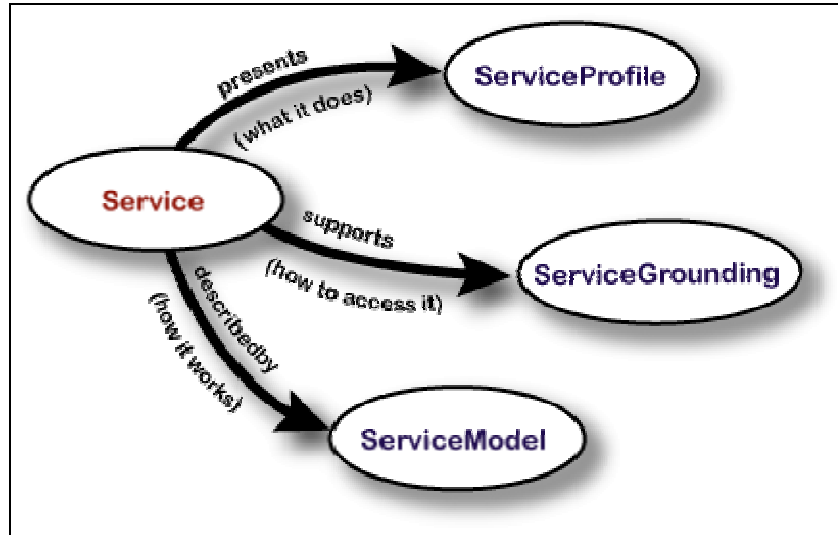 presents
(what it does)
ServiceProfile
Service
supports
(how to access it)
ServiceGrounding
describedby
(how it works)
ServiceModel